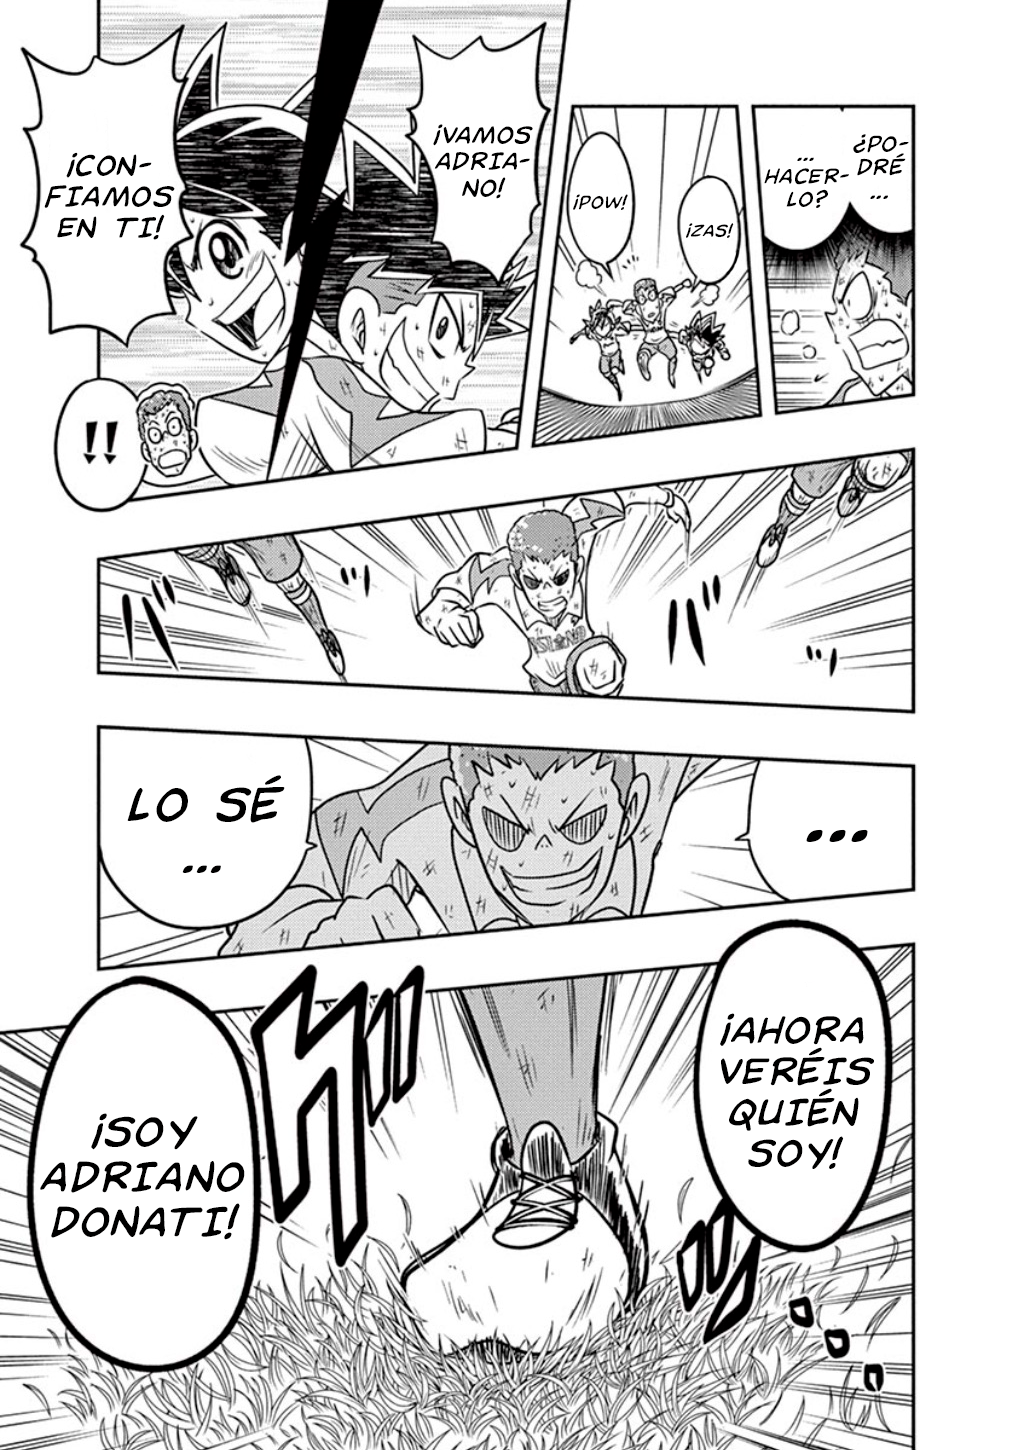 ¿PO-
DRÉ
...
...
HACER-
LO?
¡ZAS!
¡POW!
¡VAMOS
ADRIA-
NO!
¡CON-
FIAMOS
EN TI!
!!
ISLAND
...
LO SÉ
...
¡AHORA
VERÉIS
QUIÉN
SOY!
¡SOY
ADRIANO
DONATI!